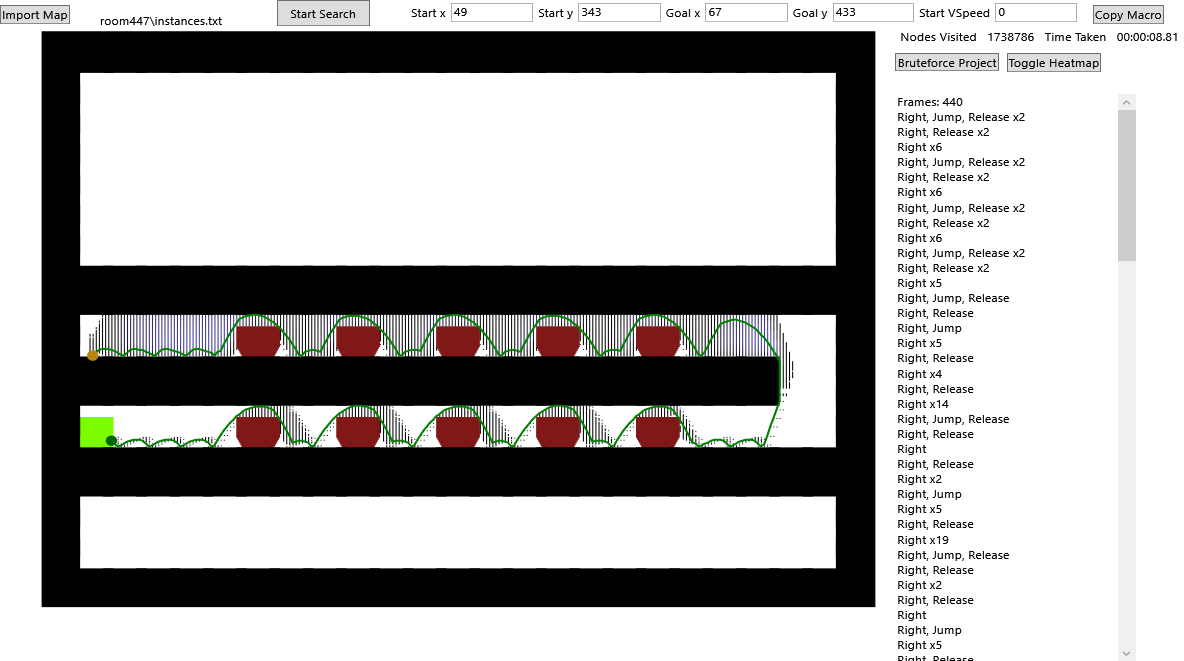 Import Map
room447\instances.txt
Start Search
Start x 49 Start y 343 Goal x 67 Goal y 433 Start VSpeed 0
Copy Macro
Nodes Visited 1738786 Time Taken 00:00:08.81
Bruteforce Project Toggle Heatmap
Frames: 440
Right, Jump, Release x2
Right, Release x2
Right x6
Right, Jump, Release x2
Right, Release x2
Right x6
Right, Jump, Release x2
Right, Release x2
Right x6
Right, Jump, Release x2
Right, Release x2
Right x5
Right, Jump, Release
Right, Release
Right, Jump
Right x5
Right, Release
Right x4
Right, Release
Right x14
Right, Jump, Release
Right, Release
Right
Right, Release
Right x2
Right, Jump
Right x5
Right, Release
Right x19
Right, Jump, Release
Right, Release
Right x2
Right, Release
Right
Right, Jump
Right x5
Right, Release